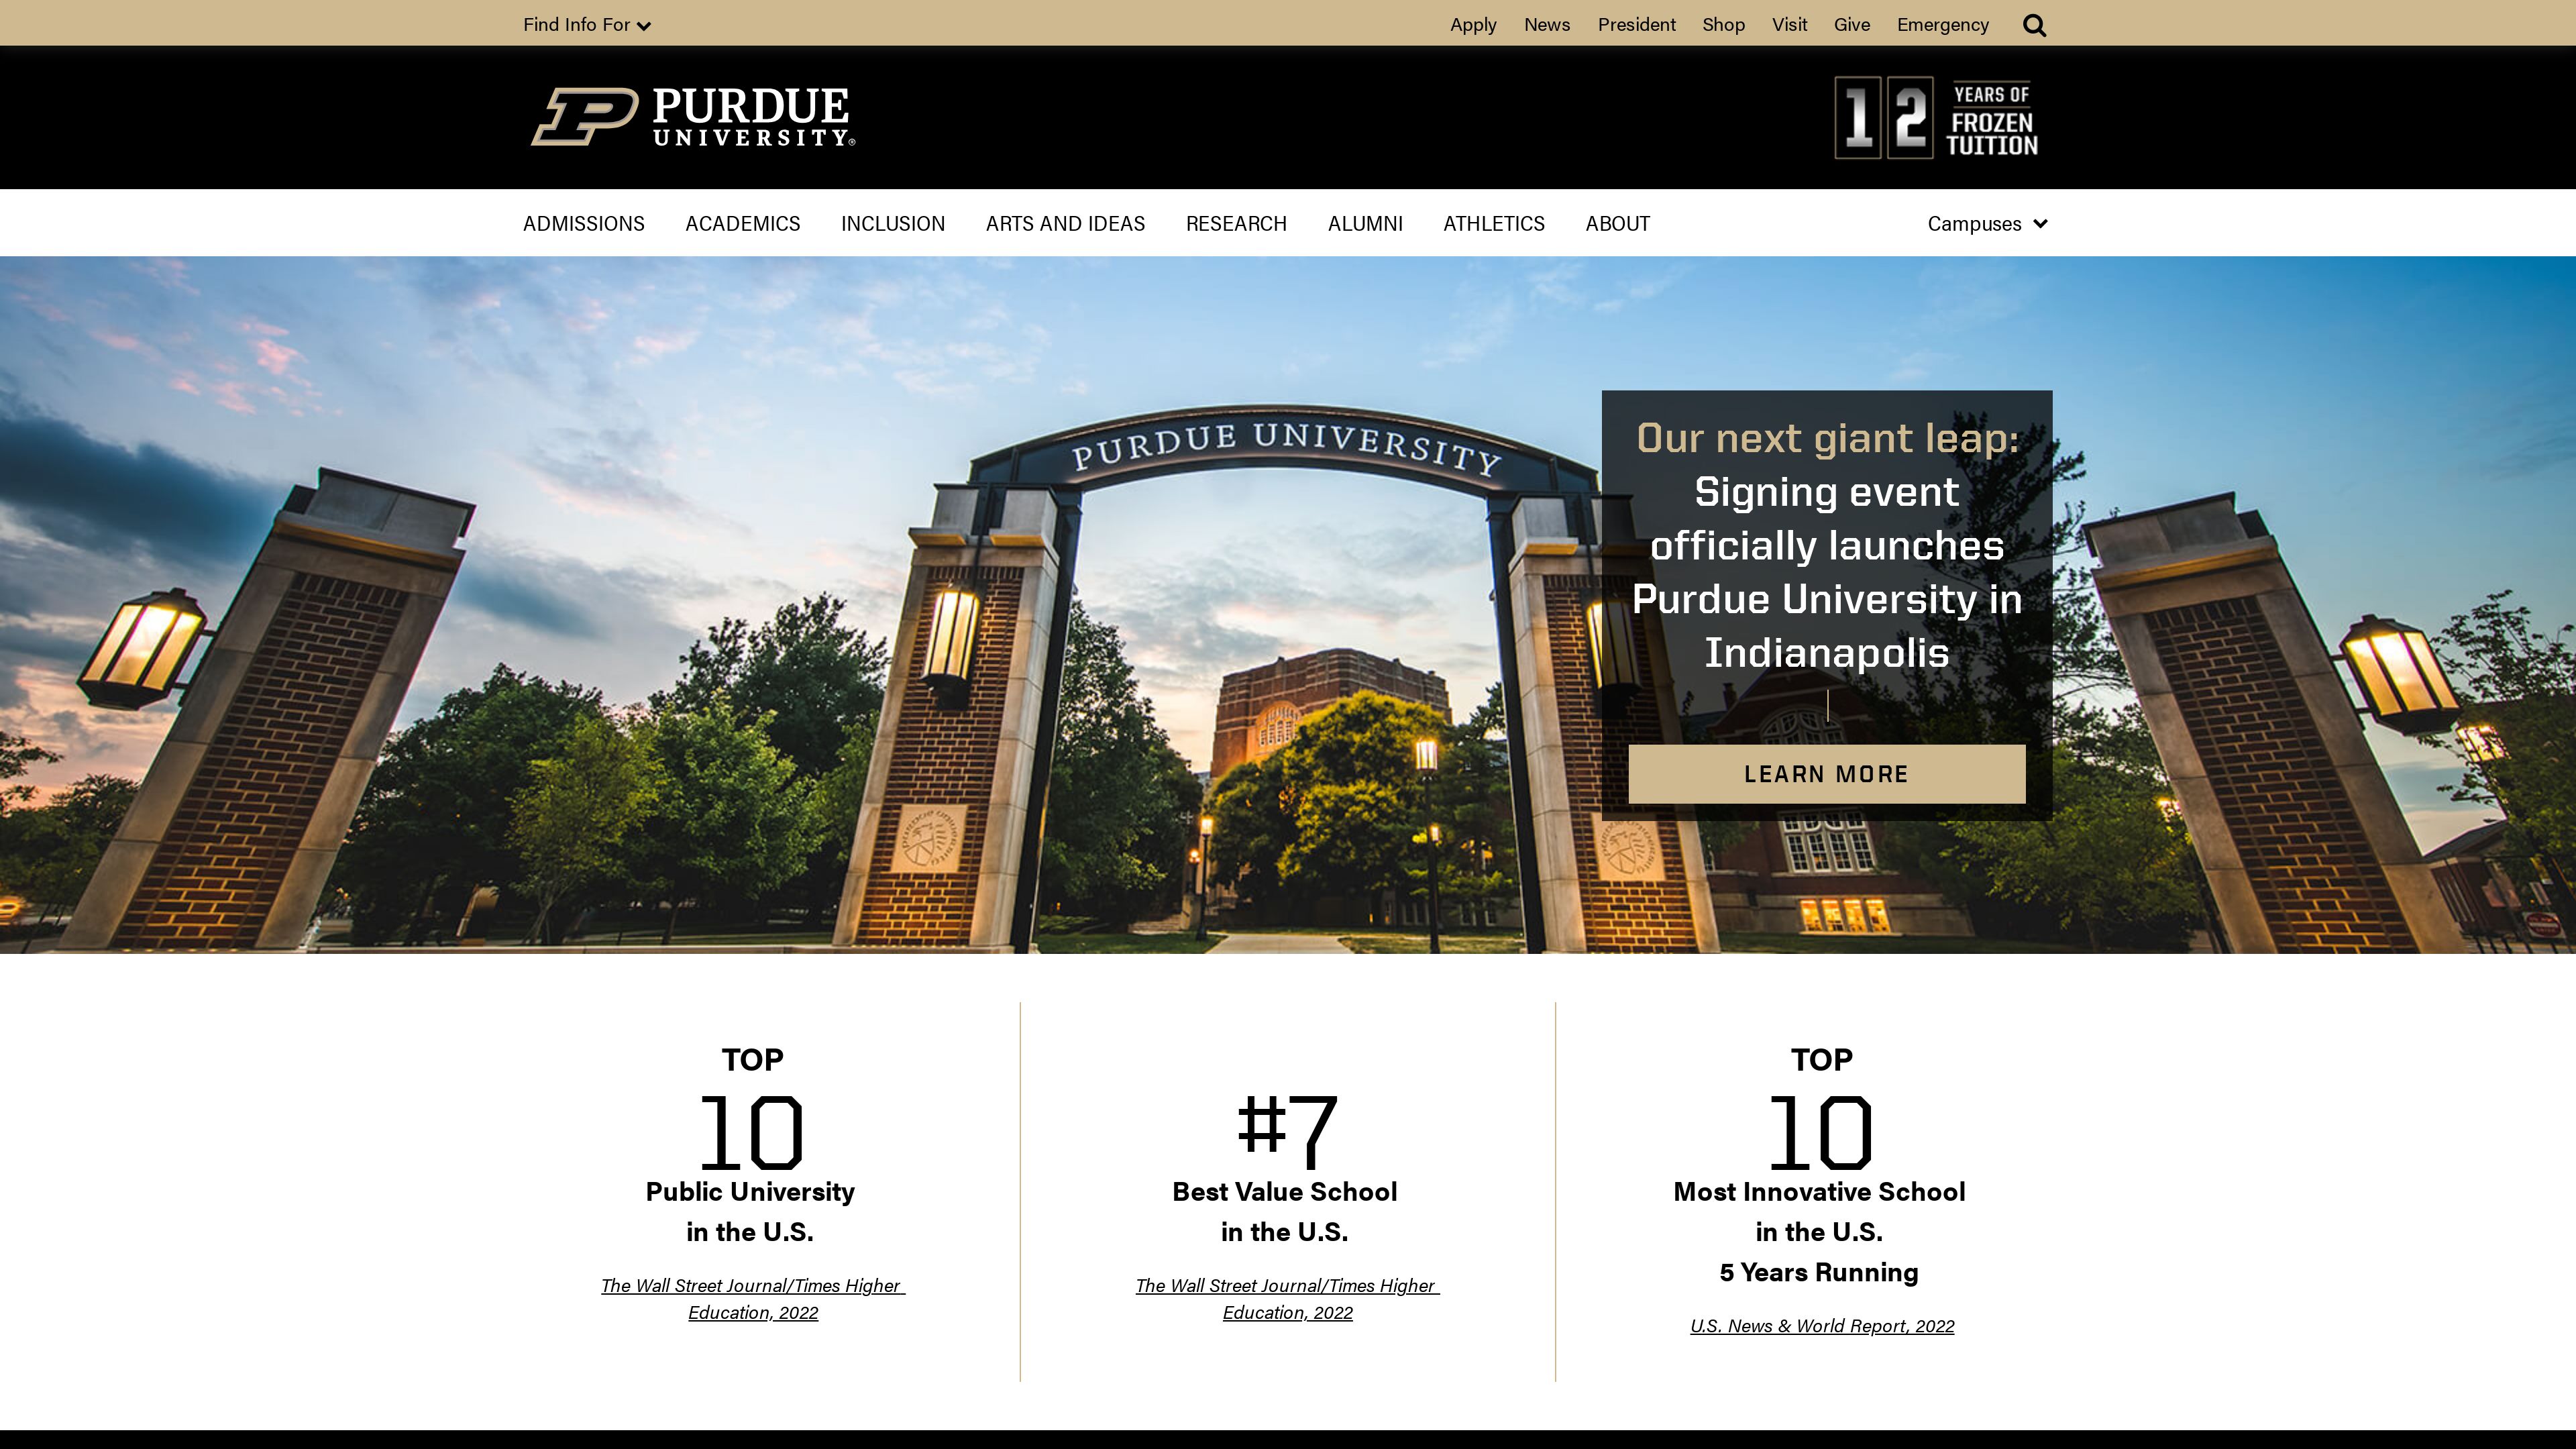 Find Info For
Apply News President Shop Visit Give Emergency
PURDUE
UNIVERSITY®
12
YEARS OF
FROZEN
TUITION
ADMISSIONS ACADEMICS INCLUSION ARTS AND IDEAS RESEARCH ALUMNI ATHLETICS ABOUT
Campuses
PURDUE UNIVERSITY
Our next giant leap:
Signing event
officially launches
Purdue University in
Indianapolis
LEARN MORE
TOP
10
Public University
in the U.S.
The Wall Street Journal/Times Higher
Education, 2022
#7
Best Value School
in the U.S.
The Wall Street Journal/Times Higher
Education, 2022
TOP
10
Most Innovative School
in the U.S.
5 Years Running
U.S. News & World Report, 2022